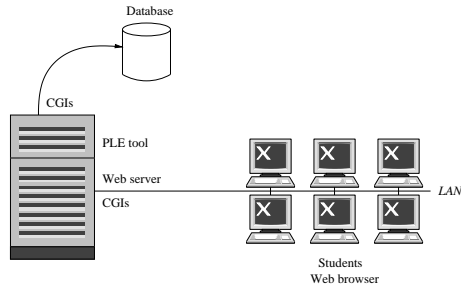 Database
CGIs
PLE tool
Web server
CGIs
LAN
X X X
X X X
Students
Web browser